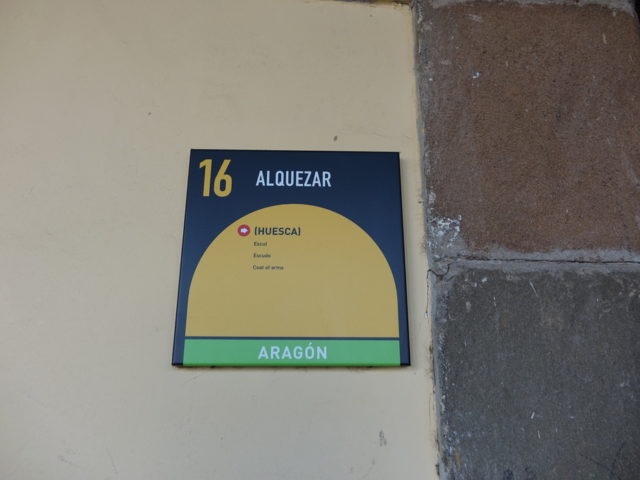 16 ALQUEZAR
(HUESCA)
Escut
Escudo
Coat of arms
ARAGÓN